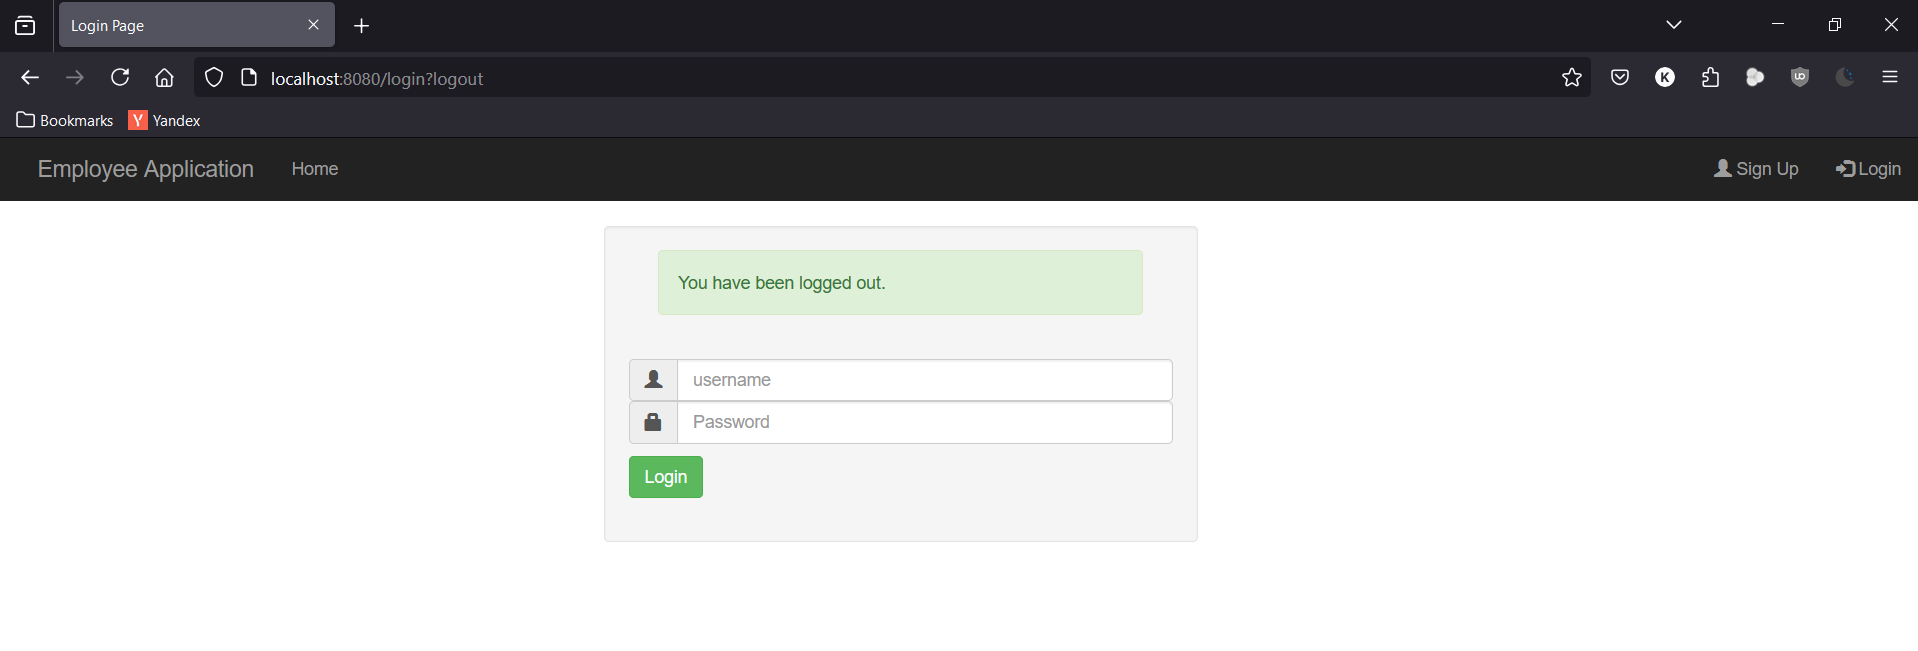 Login Page
localhost:8080/login?logout
K
Bookmarks
Y Yandex
Employee Application Home Sign Up Login
You have been logged out.
username
Password
Login